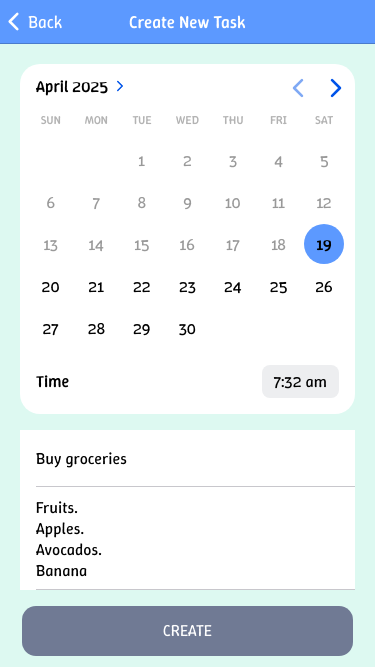 Back Create New Task
April 2025
SUN MON TUE WED THU FRI SAT
1 2 3 4 5
6 7 8 9 10 11 12
13 14 15 16 17 18 19
20 21 22 23 24 25 26
27 28 29 30
Time 7:32 am
Buy groceries
Fruits.
Apples.
Avocados.
Banana
CREATE